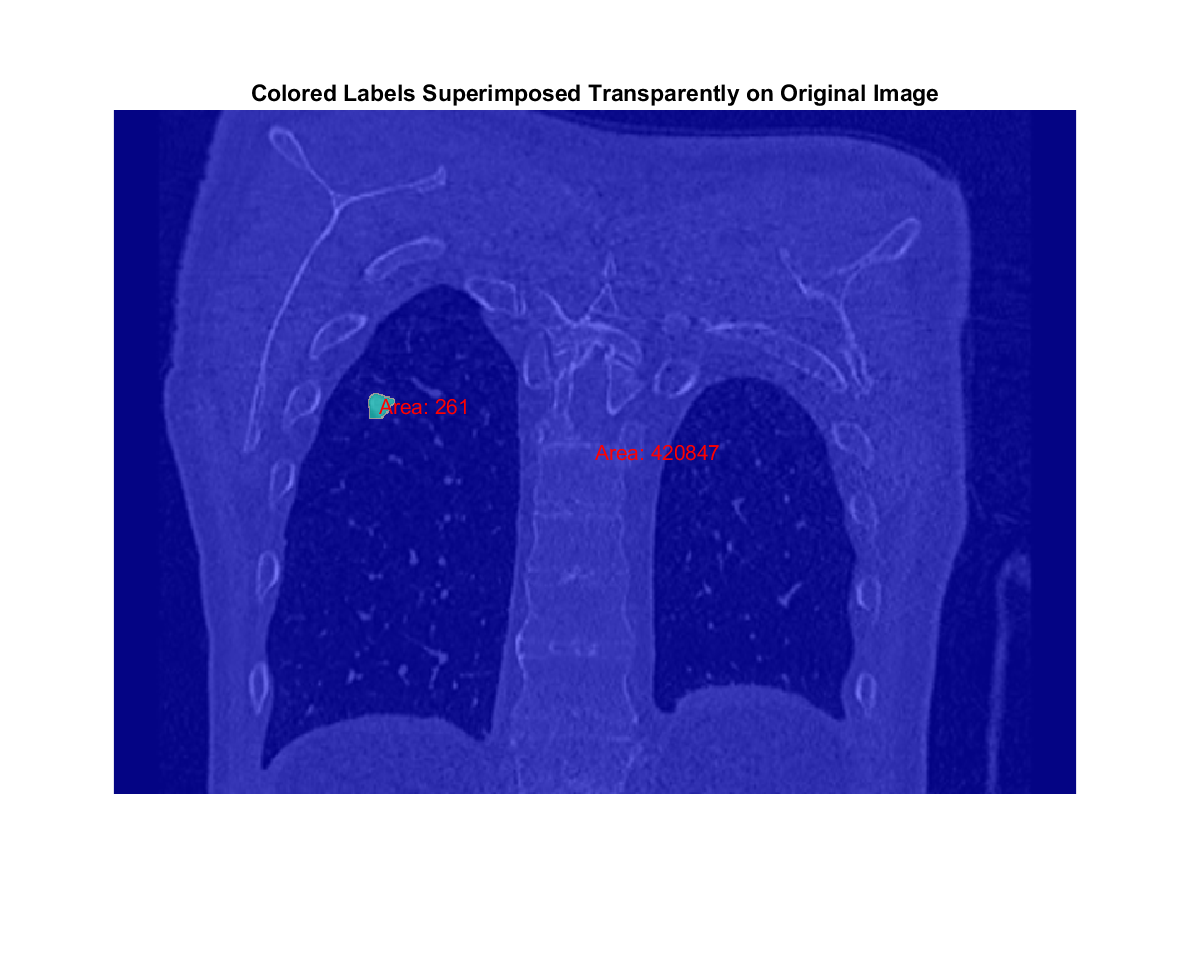 Colored Labels Superimposed Transparently on Original Image
Area: 261
Area: 420847